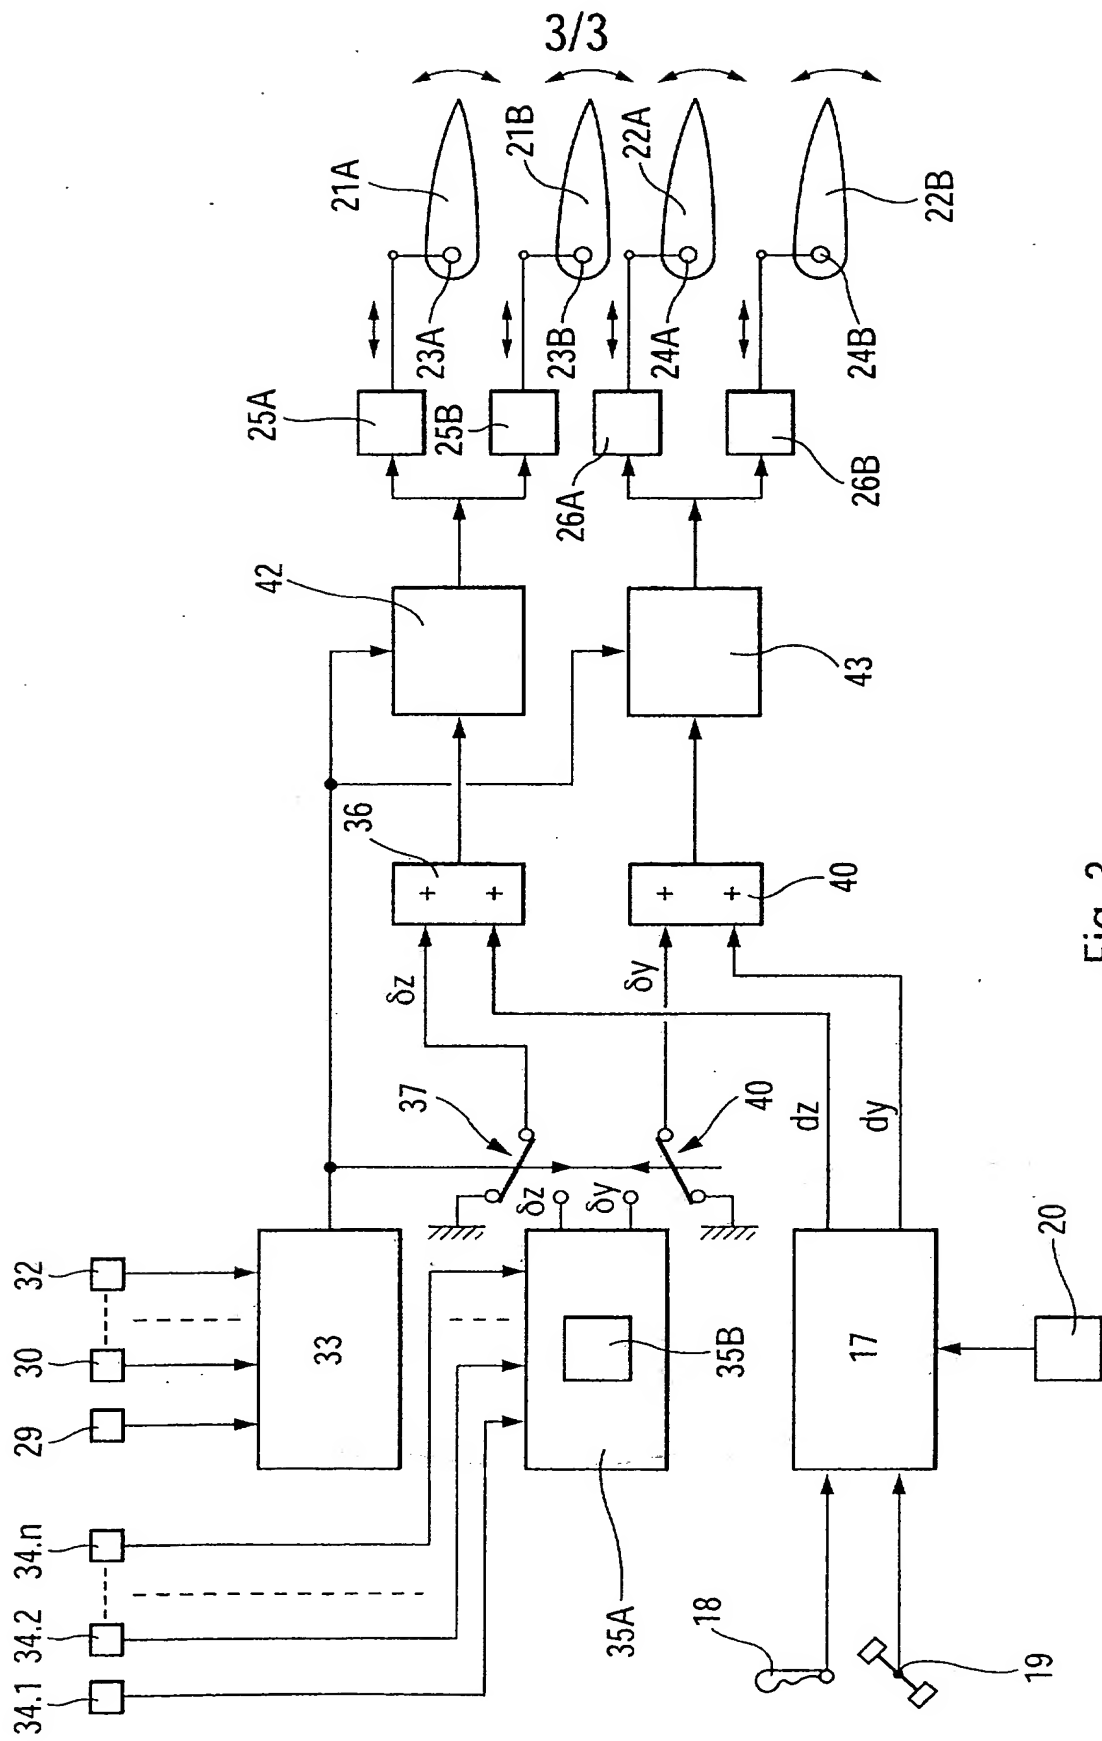 3/3
21A
21B
22A
22B
23A
23B
24A
24B
25A
25B
26A
26B
42
43
36
+
+
40
+
+
δz
δy
37
40
dz
dy
δz
δy
32
30
29
33
34.n
34.2
34.1
35B
35A
17
20
18
19
Fig.